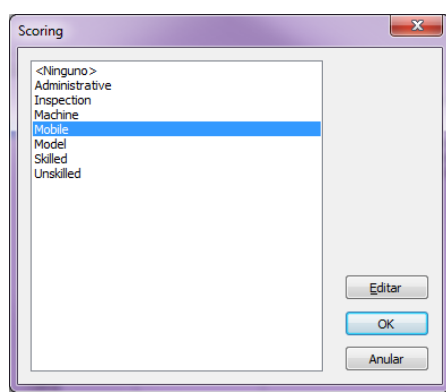 Scoring
<Ninguno>
Administrative
Inspection
Machine
Mobile
Model
Skilled
Unskilled
Editar
OK
Anular